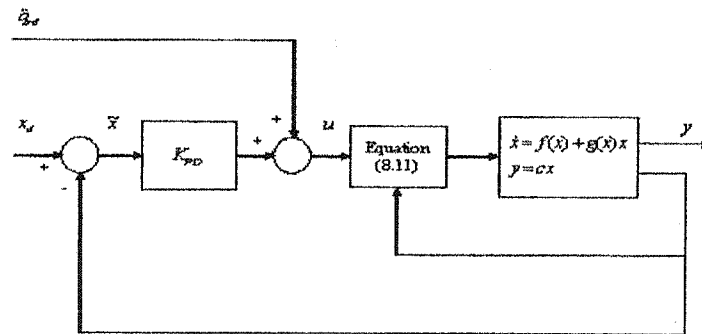 x_d
x̃
K_PD
u
Equation
(8.11)
ẋ = f(x) + g(x)x
y = cx
y
+
-
+
+